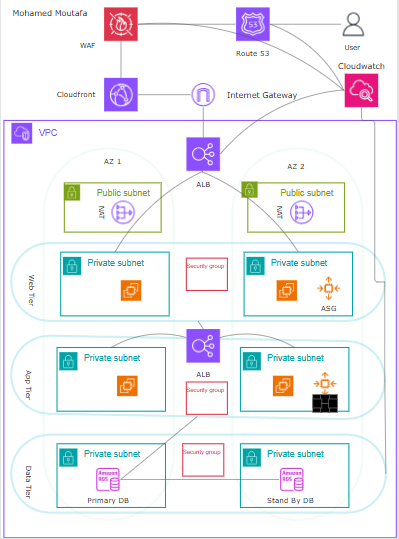 Mohamed Moutafa
WAF
53
Route 53
User
Cloudwatch
Cloudfront
Internet Gateway
VPC
AZ 1
AZ 2
ALB
Public subnet
NAT
Public subnet
NAT
Web Tier
Private subnet
Security group
Private subnet
ASG
App Tier
Private subnet
ALB
Security group
Private subnet
Data Tier
Private subnet
Amazon
RDS
Primary DB
Security group
Private subnet
Amazon
RDS
Stand By DB